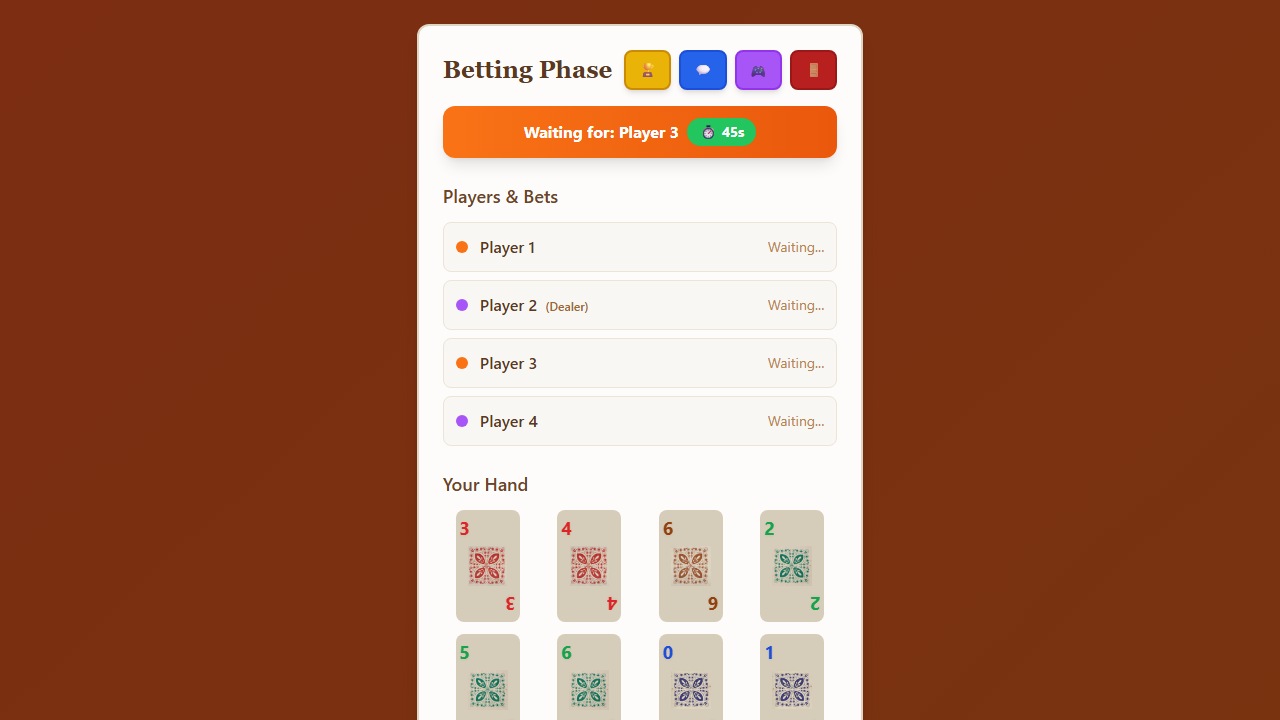 Betting Phase
Waiting for: Player 3 45s
Players & Bets
Player 1 Waiting...
Player 2 (Dealer) Waiting...
Player 3 Waiting...
Player 4 Waiting...
Your Hand
3 4 6 2
3 4 6 2
5 6 0 1